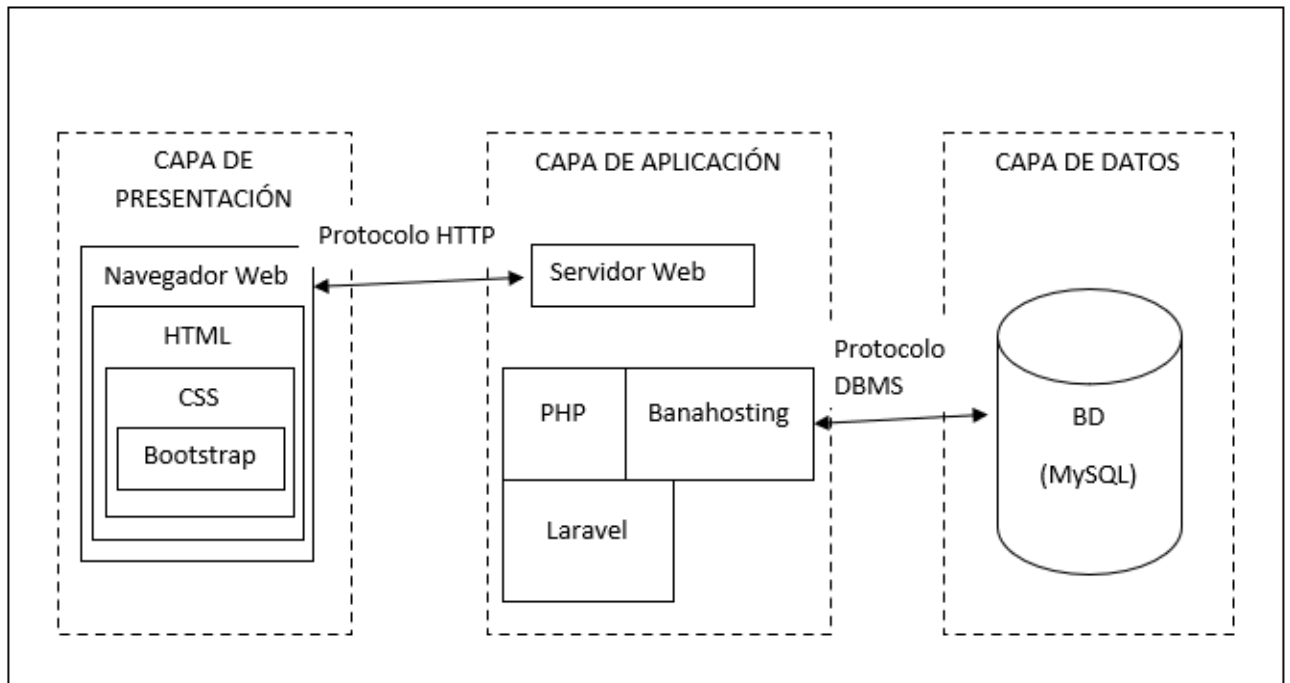 CAPA DE
PRESENTACIÓN
Navegador Web
HTML
CSS
Bootstrap
Protocolo HTTP
CAPA DE APLICACIÓN
Servidor Web
PHP
Banahosting
Laravel
Protocolo
DBMS
CAPA DE DATOS
BD
(MySQL)